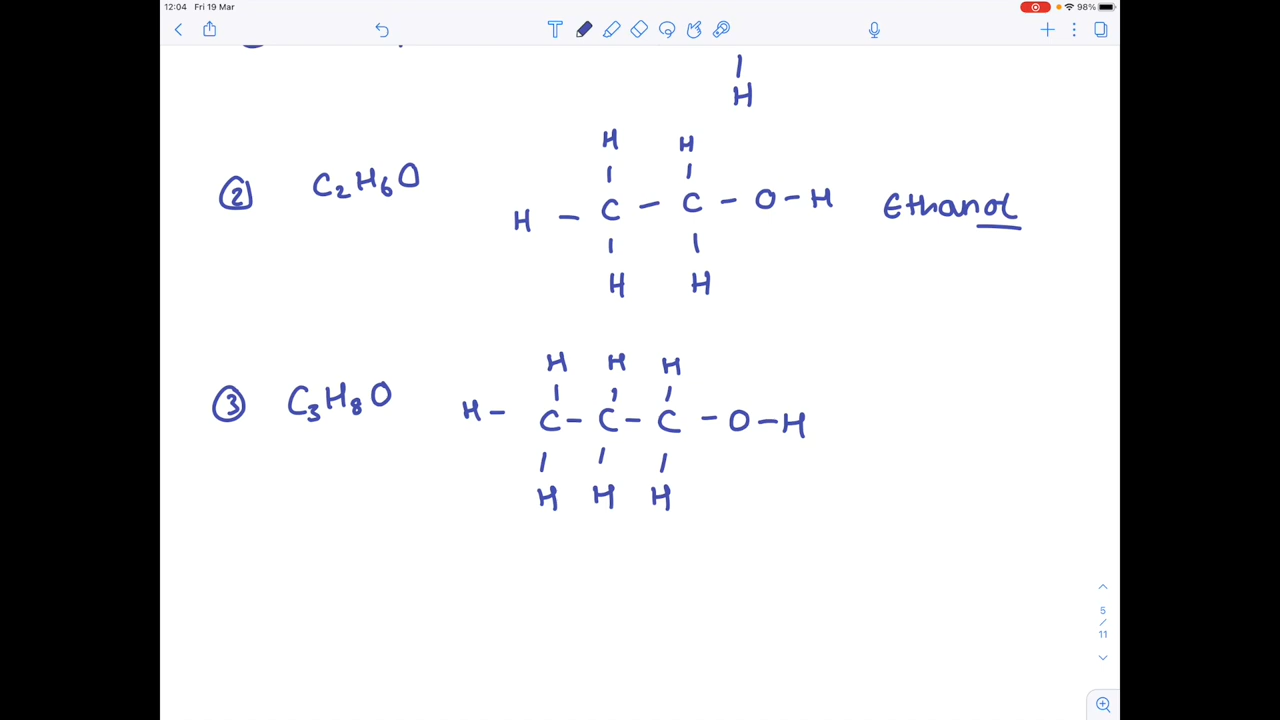 12:04 Fri 19 Mar 98%
T
H
H H
② C₂H₆O H - C - C - O - H Ethanol
H H
H H H
③ C₃H₈O H - C - C - C - O - H
H H H
5
/
11